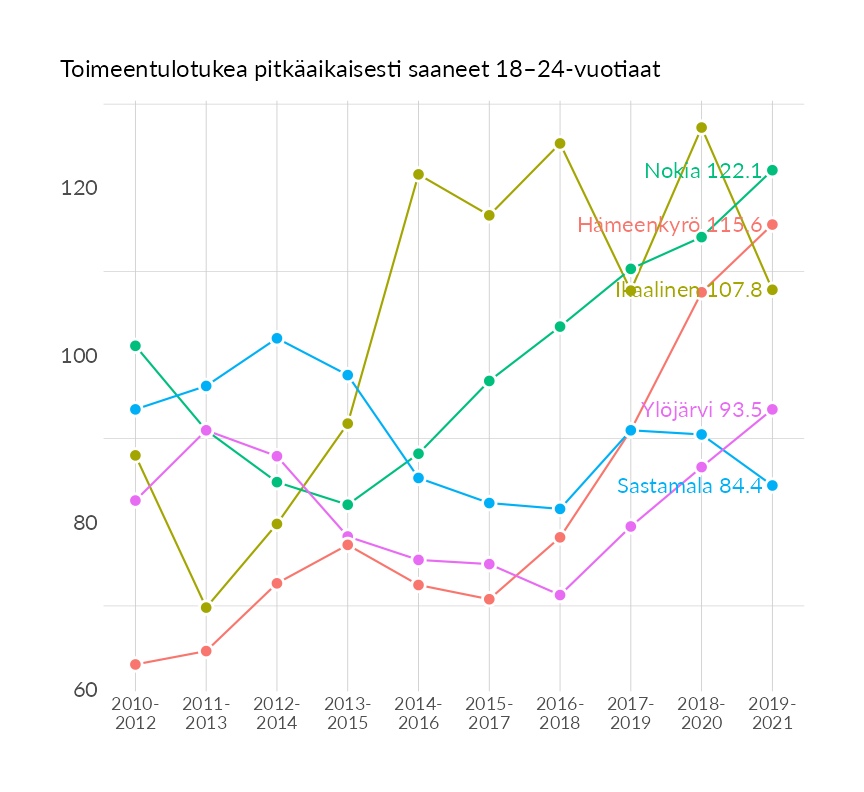 Toimeentulotukea pitkäaikaisesti saaneet 18–24-vuotiaat
120
100
80
60
Nokia 122.1
Hämeenkyrö 115.6
Ikaalinen 107.8
Ylöjärvi 93.5
Sastamala 84.4
2010- 2011- 2012- 2013- 2014- 2015- 2016- 2017- 2018- 2019-
2012 2013 2014 2015 2016 2017 2018 2019 2020 2021